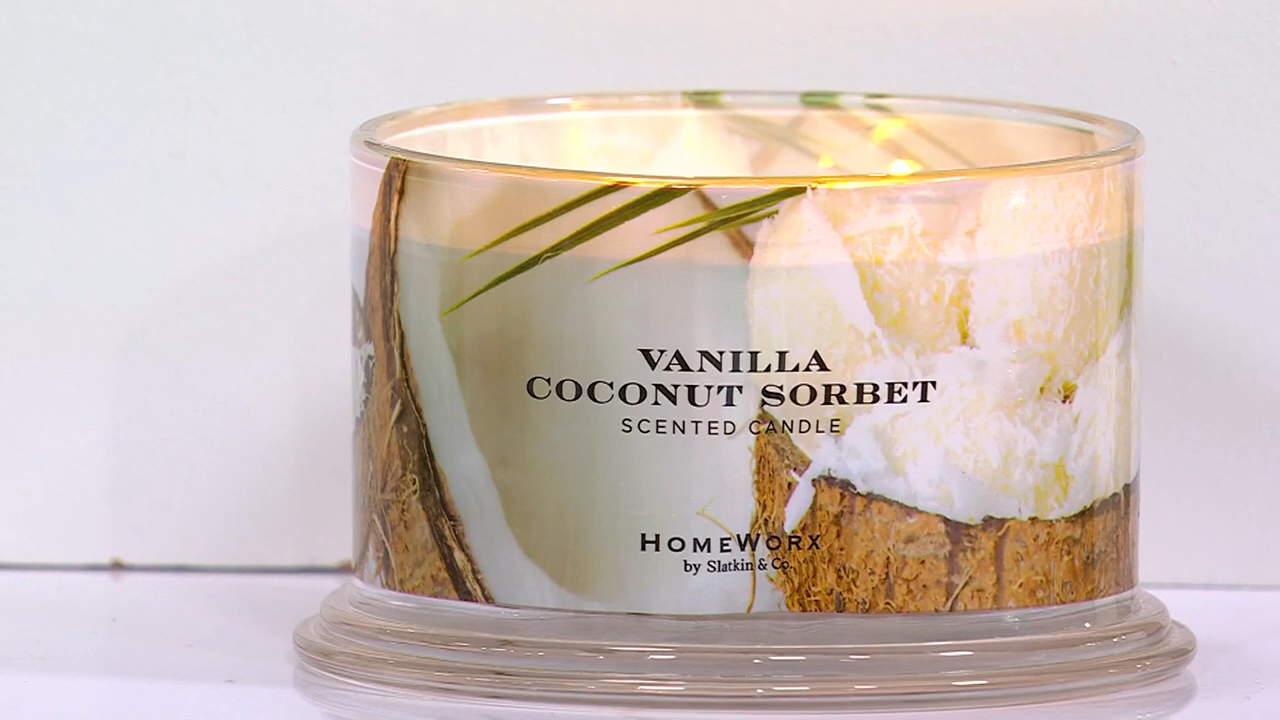 VANILLA
COCONUT SORBET
SCENTED CANDLE
HOMEWORX
by Slatkin & Co.